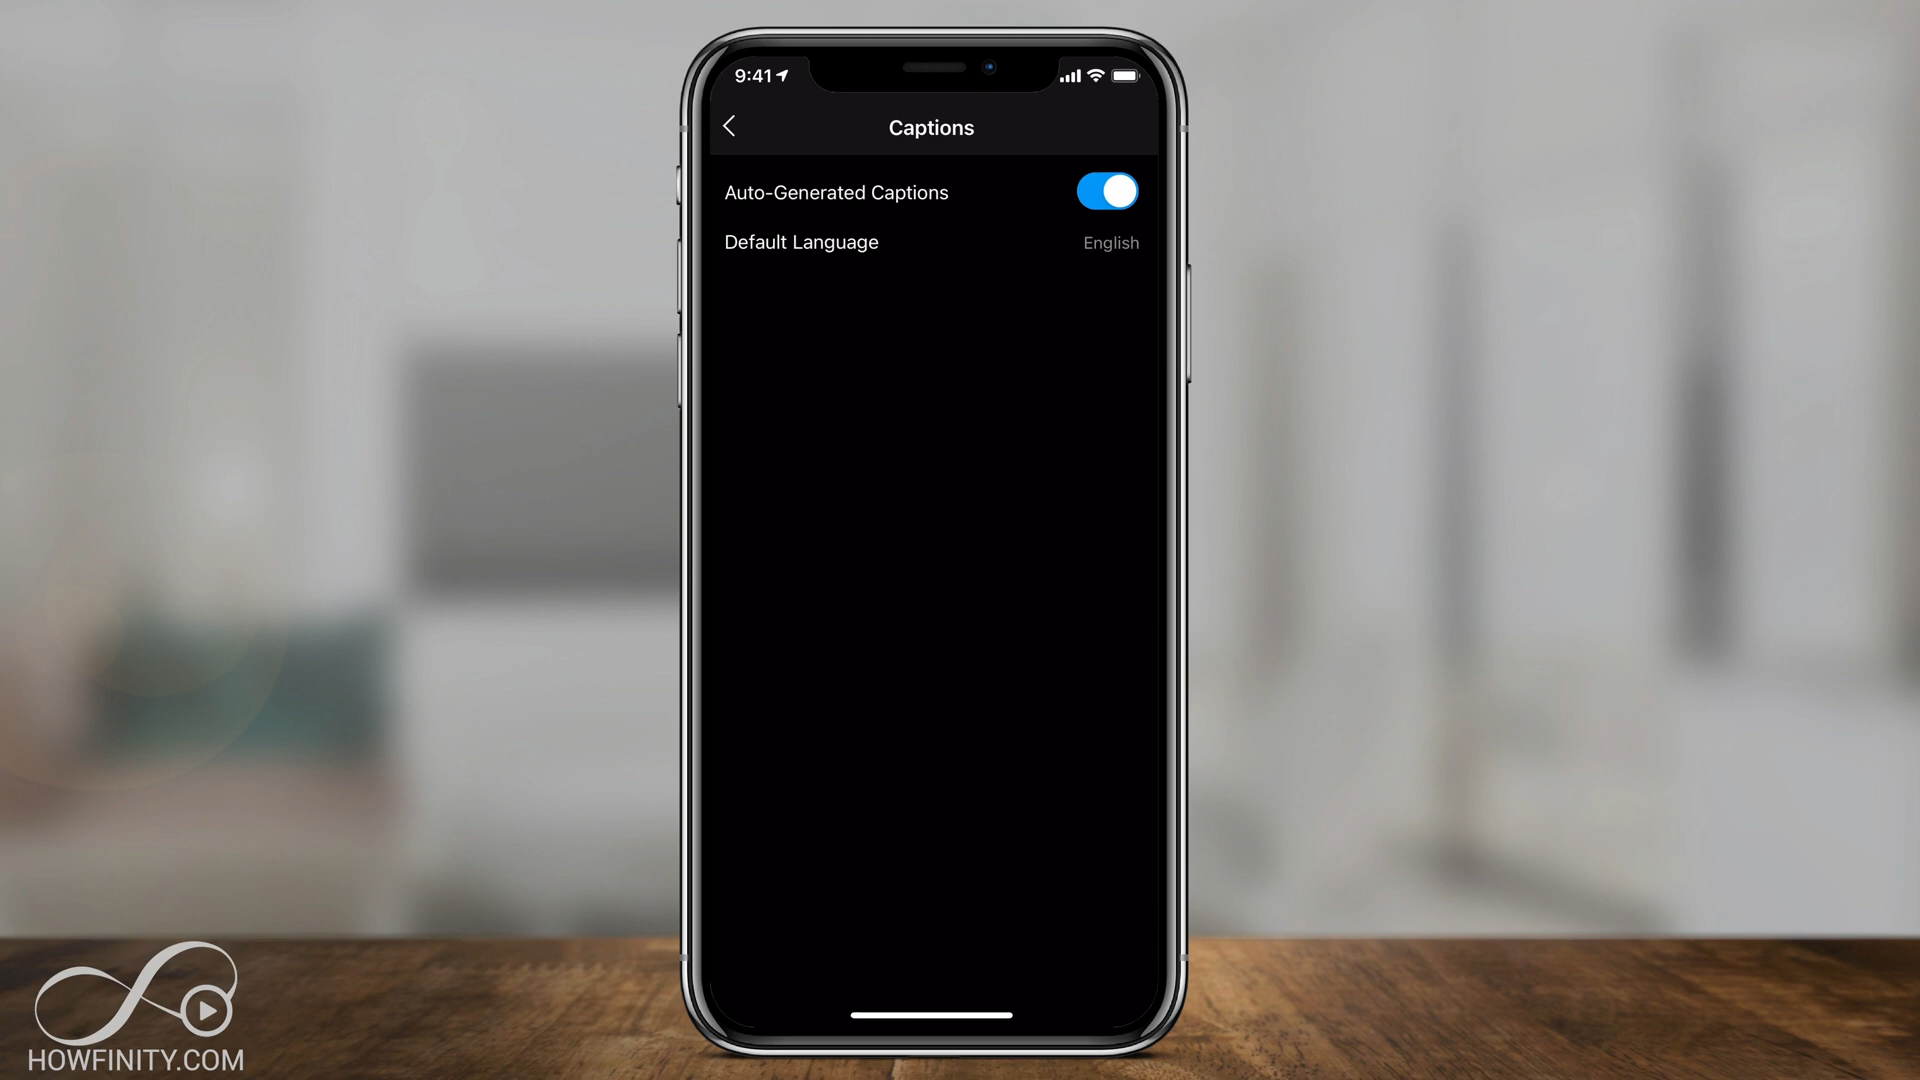 9:41
Captions
Auto-Generated Captions
Default Language English
HOWFINITY.COM